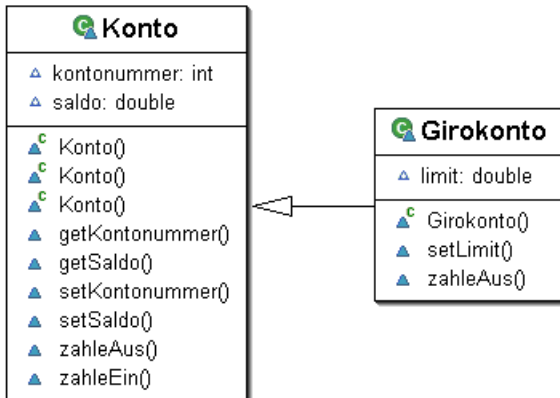 Konto
kontonummer: int
saldo: double
Konto()
Konto()
Konto()
getKontonummer()
getSaldo()
setKontonummer()
setSaldo()
zahleAus()
zahleEin()
Girokonto
limit: double
Girokonto()
setLimit()
zahleAus()